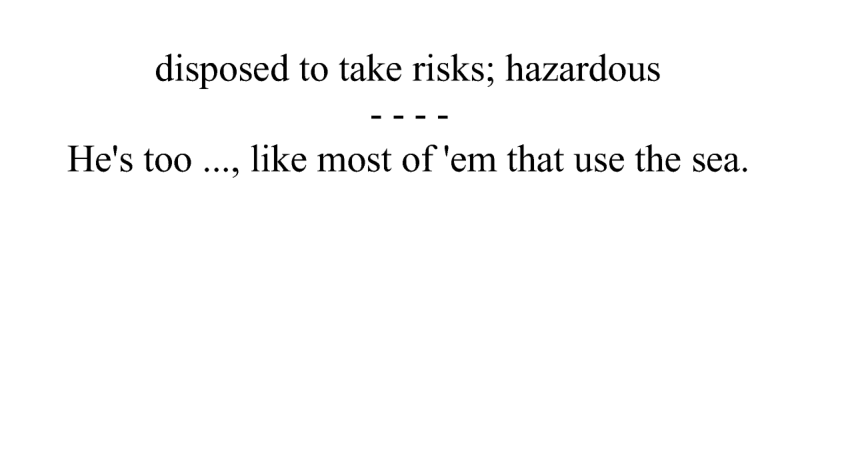 disposed to take risks; hazardous
- - - -
He's too ..., like most of 'em that use the sea.